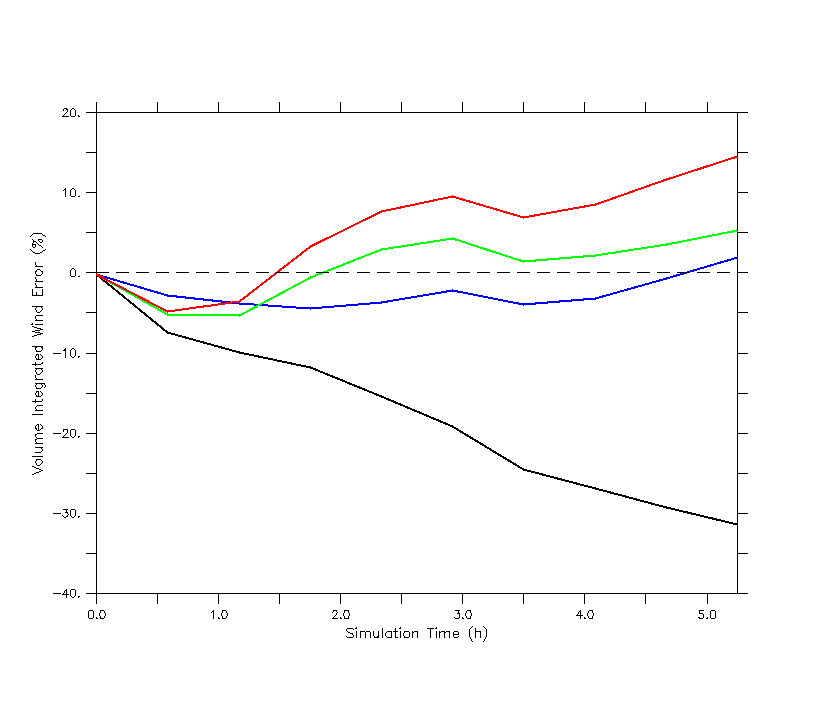 20.
10.
0.
-10.
-20.
-30.
-40.
Volume Integrated Wind Error (%)
0.0 1.0 2.0 3.0 4.0 5.0
Simulation Time (h)